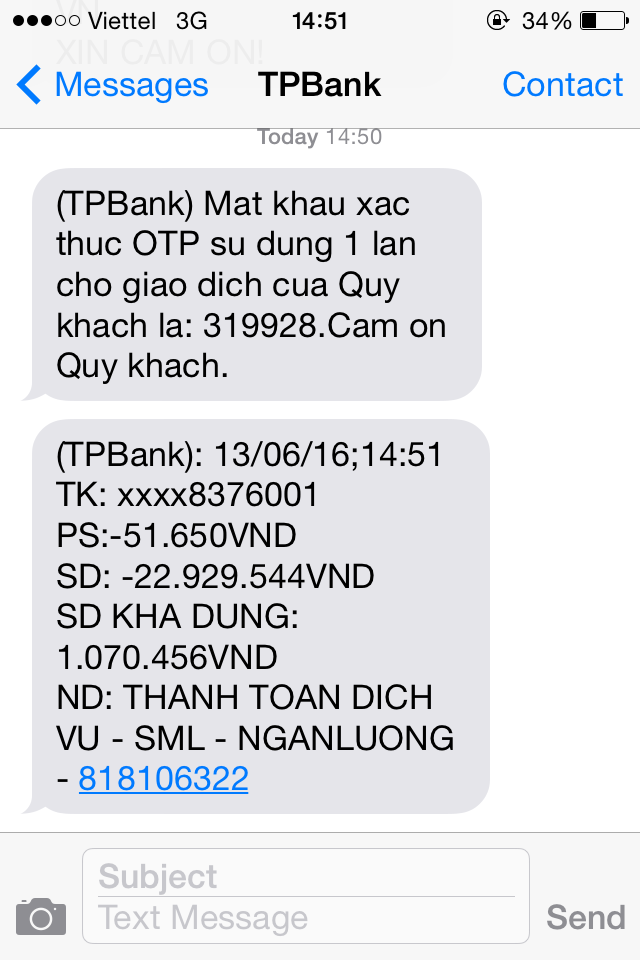 Viettel 3G 14:51 34%
VN
XIN CAM ON!
Messages TPBank Contact
Today 14:50
(TPBank) Mat khau xac
thuc OTP su dung 1 lan
cho giao dich cua Quy
khach la: 319928.Cam on
Quy khach.
(TPBank): 13/06/16;14:51
TK: xxxx8376001
PS:-51.650VND
SD: -22.929.544VND
SD KHA DUNG:
1.070.456VND
ND: THANH TOAN DICH
VU - SML - NGANLUONG
- 818106322
Subject
Text Message
Send